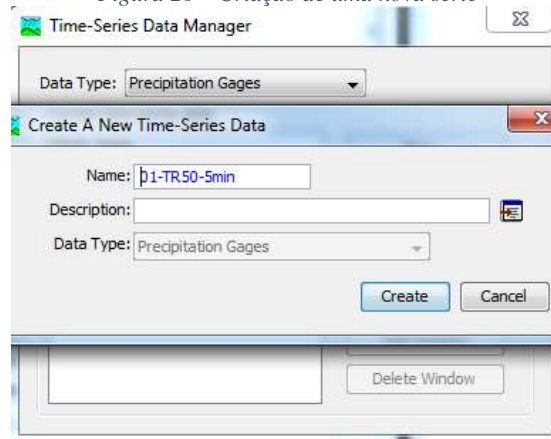 Figura 20 - Criação de uma nova série
Time-Series Data Manager
Data Type: Precipitation Gages
Create A New Time-Series Data
Name: 01-TR50-5min
Description:
Data Type: Precipitation Gages
Create Cancel
Delete Window